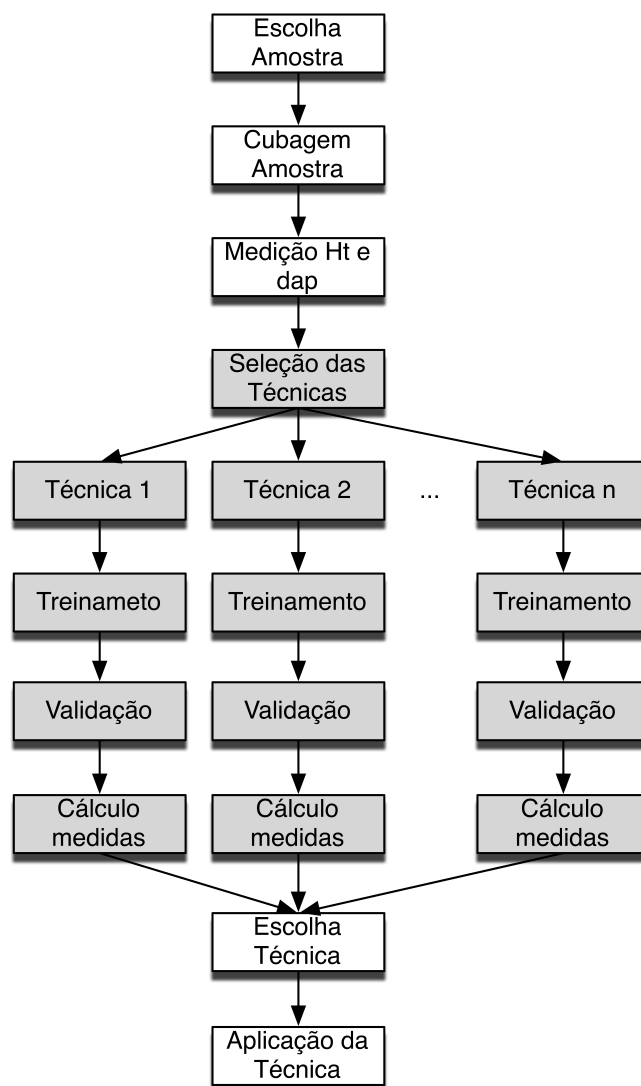 Escolha
Amostra
Cubagem
Amostra
Medição Ht e
dap
Seleção das
Técnicas
Técnica 1
Técnica 2
...
Técnica n
Treinameto
Treinamento
Treinamento
Validação
Validação
Validação
Cálculo
medidas
Cálculo
medidas
Cálculo
medidas
Escolha
Técnica
Aplicação da
Técnica